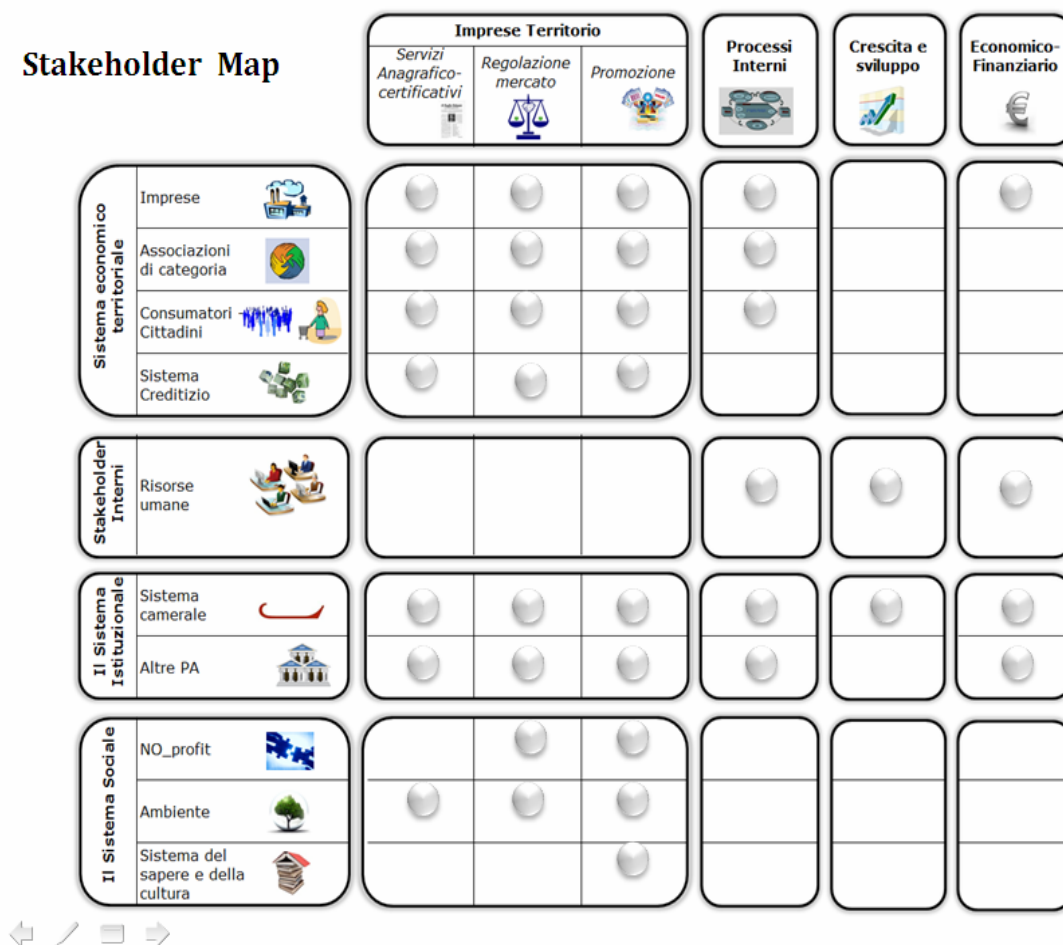 Stakeholder Map
Imprese Territorio
Servizi
Anagrafico-
certificativi
Regolazione
mercato
Promozione
Processi
Interni
Crescita e
sviluppo
Economico-
Finanziario
Sistema economico
territoriale
Imprese
Associazioni
di categoria
Consumatori -
Cittadini
Sistema
Creditizio
Stakeholder
Interni
Risorse
umane
Il Sistema
Istituzionale
Sistema
camerale
Altre PA
Il Sistema Sociale
NO_profit
Ambiente
Sistema del
sapere e della
cultura